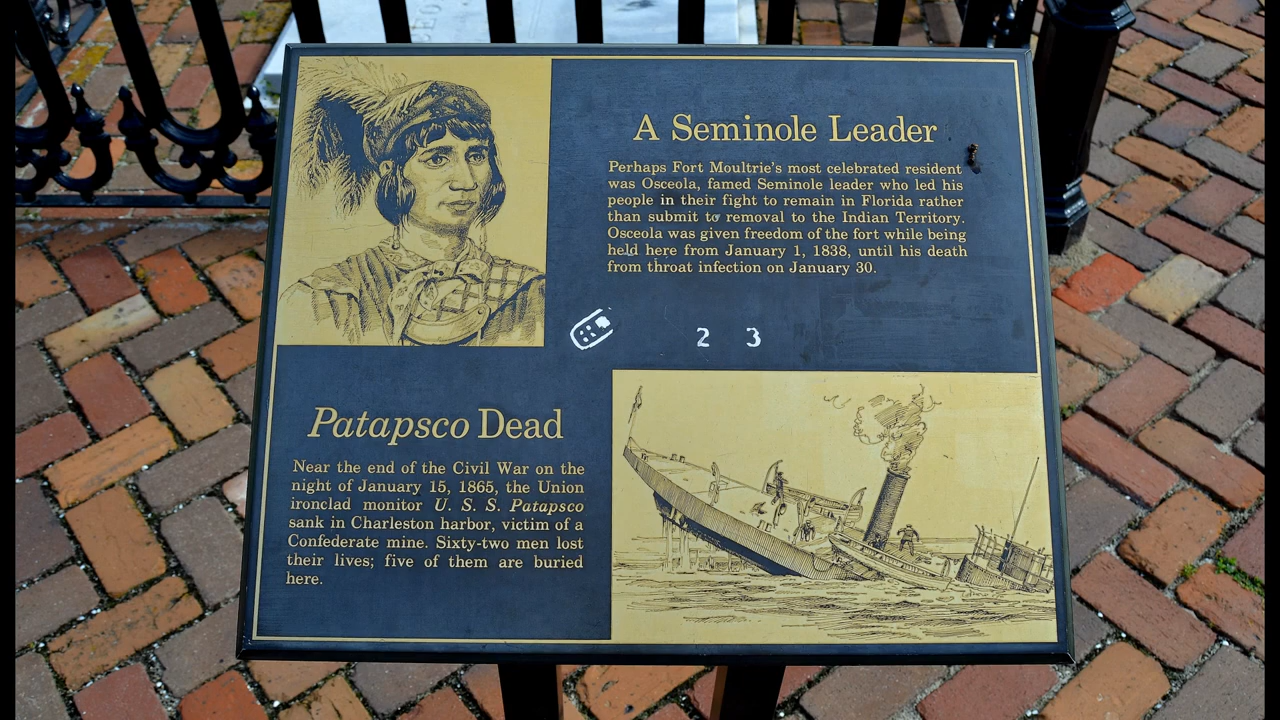 A Seminole Leader
Perhaps Fort Moultrie's most celebrated resident
was Osceola, famed Seminole leader who led his
people in their fight to remain in Florida rather
than submit to removal to the Indian Territory.
Osceola was given freedom of the fort while being
held here from January 1, 1838, until his death
from throat infection on January 30.
2 3
Patapsco Dead
Near the end of the Civil War on the
night of January 15, 1865, the Union
ironclad monitor U. S. S. Patapsco
sank in Charleston harbor, victim of a
Confederate mine. Sixty-two men lost
their lives; five of them are buried
here.